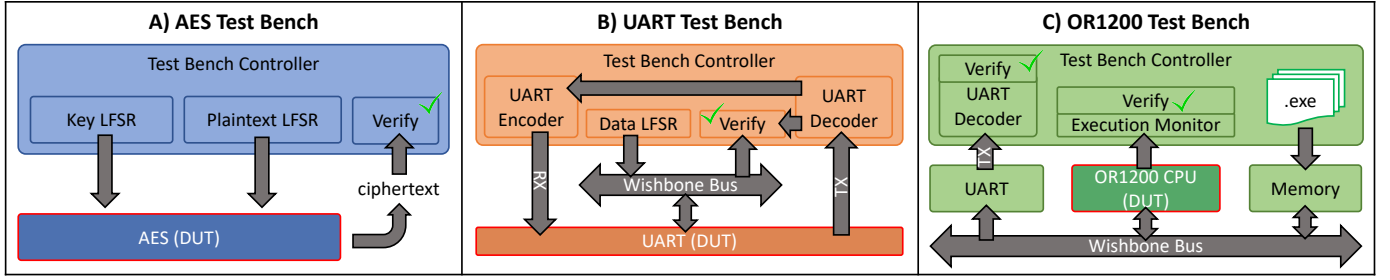 A) AES Test Bench
Test Bench Controller
Key LFSR
Plaintext LFSR
Verify
ciphertext
AES (DUT)
B) UART Test Bench
Test Bench Controller
UART
Encoder
Data LFSR
Verify
UART
Decoder
RX
Wishbone Bus
TX
UART (DUT)
C) OR1200 Test Bench
Test Bench Controller
Verify
UART
Decoder
Verify
Execution Monitor
.exe
TX
UART
OR1200 CPU
(DUT)
Memory
Wishbone Bus